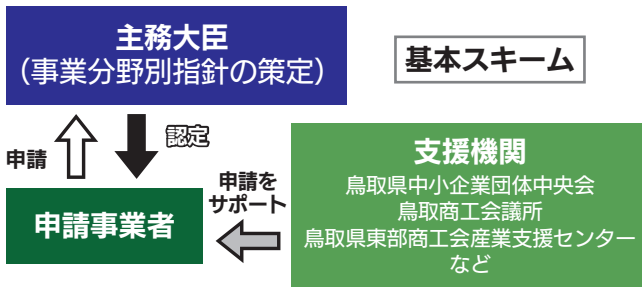 主務大臣
（事業分野別指針の策定）
基本スキーム
申請
認定
申請事業者
申請を
サポート
支援機関
鳥取県中小企業団体中央会
鳥取商工会議所
鳥取県東部商工会産業支援センター
など